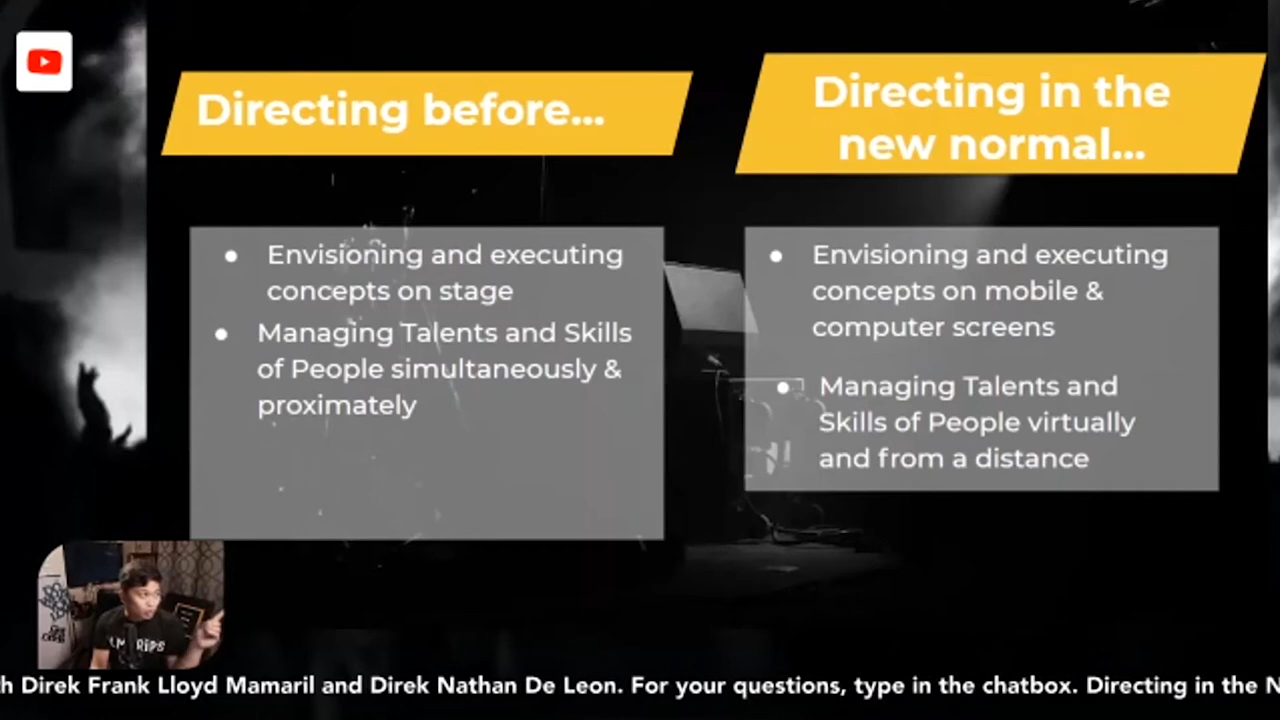 Directing before...
Directing in the
new normal...
Envisioning and executing
concepts on stage
Managing Talents and Skills
of People simultaneously &
proximately
Envisioning and executing
concepts on mobile &
computer screens
Managing Talents and
Skills of People virtually
and from a distance
Direk Frank Lloyd Mamaril and Direk Nathan De Leon. For your questions, type in the chatbox. Directing in the